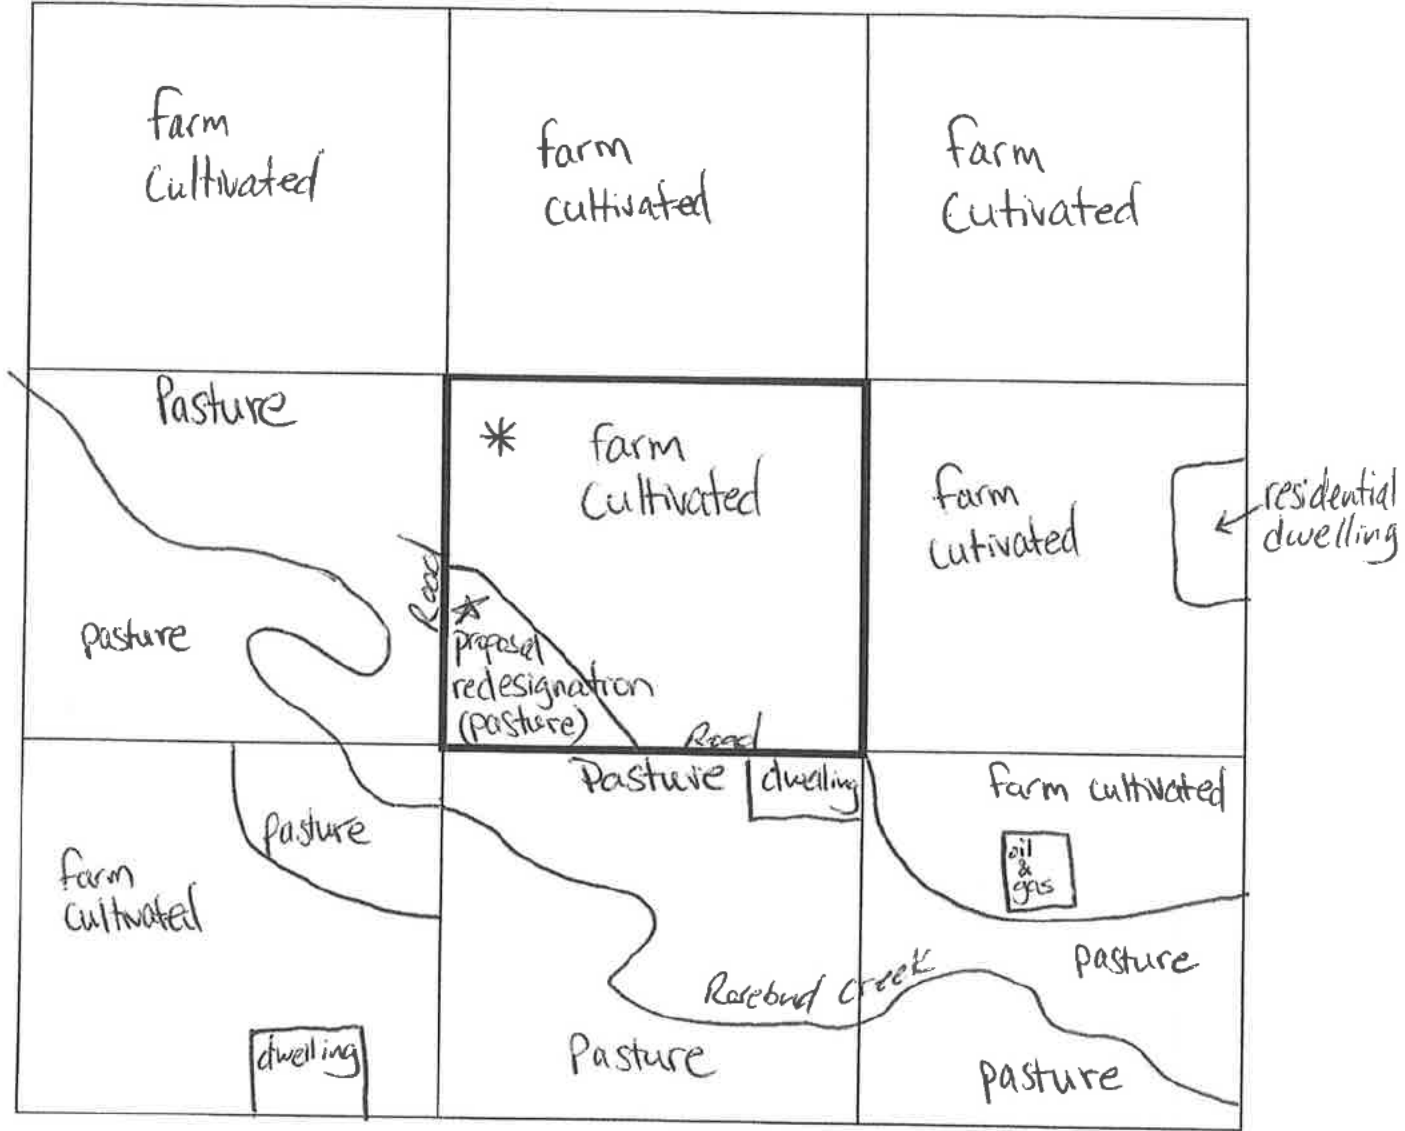 farm
Cultivated
farm
cultivated
farm
Cutivated
Pasture
pasture
Road
*
farm
Cultivated
proposal
redesignation
(pasture)
Road
farm
cutivated
residential
dwelling
Pasture
farm
cultivated
dwelling
Pasture
dwelling
Rosebud Creek
Pasture
farm cultivated
oil
&
gas
pasture
pasture